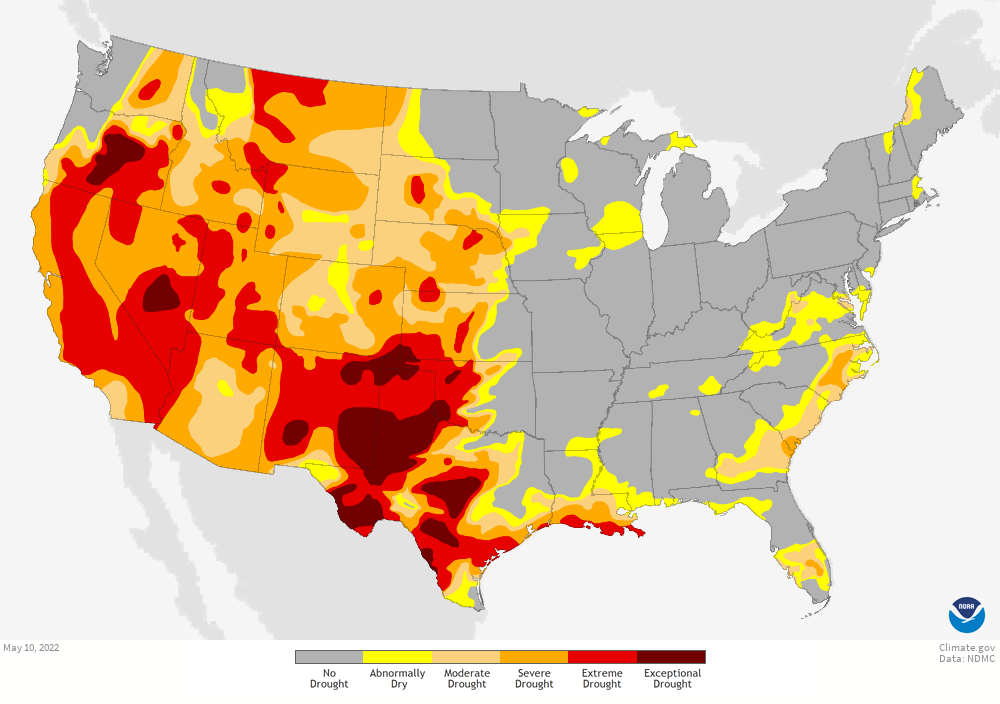 NOAA
May 10, 2022
Climate.gov
Data: NDMC
No
Drought
Abnormally
Dry
Moderate
Drought
Severe
Drought
Extreme
Drought
Exceptional
Drought